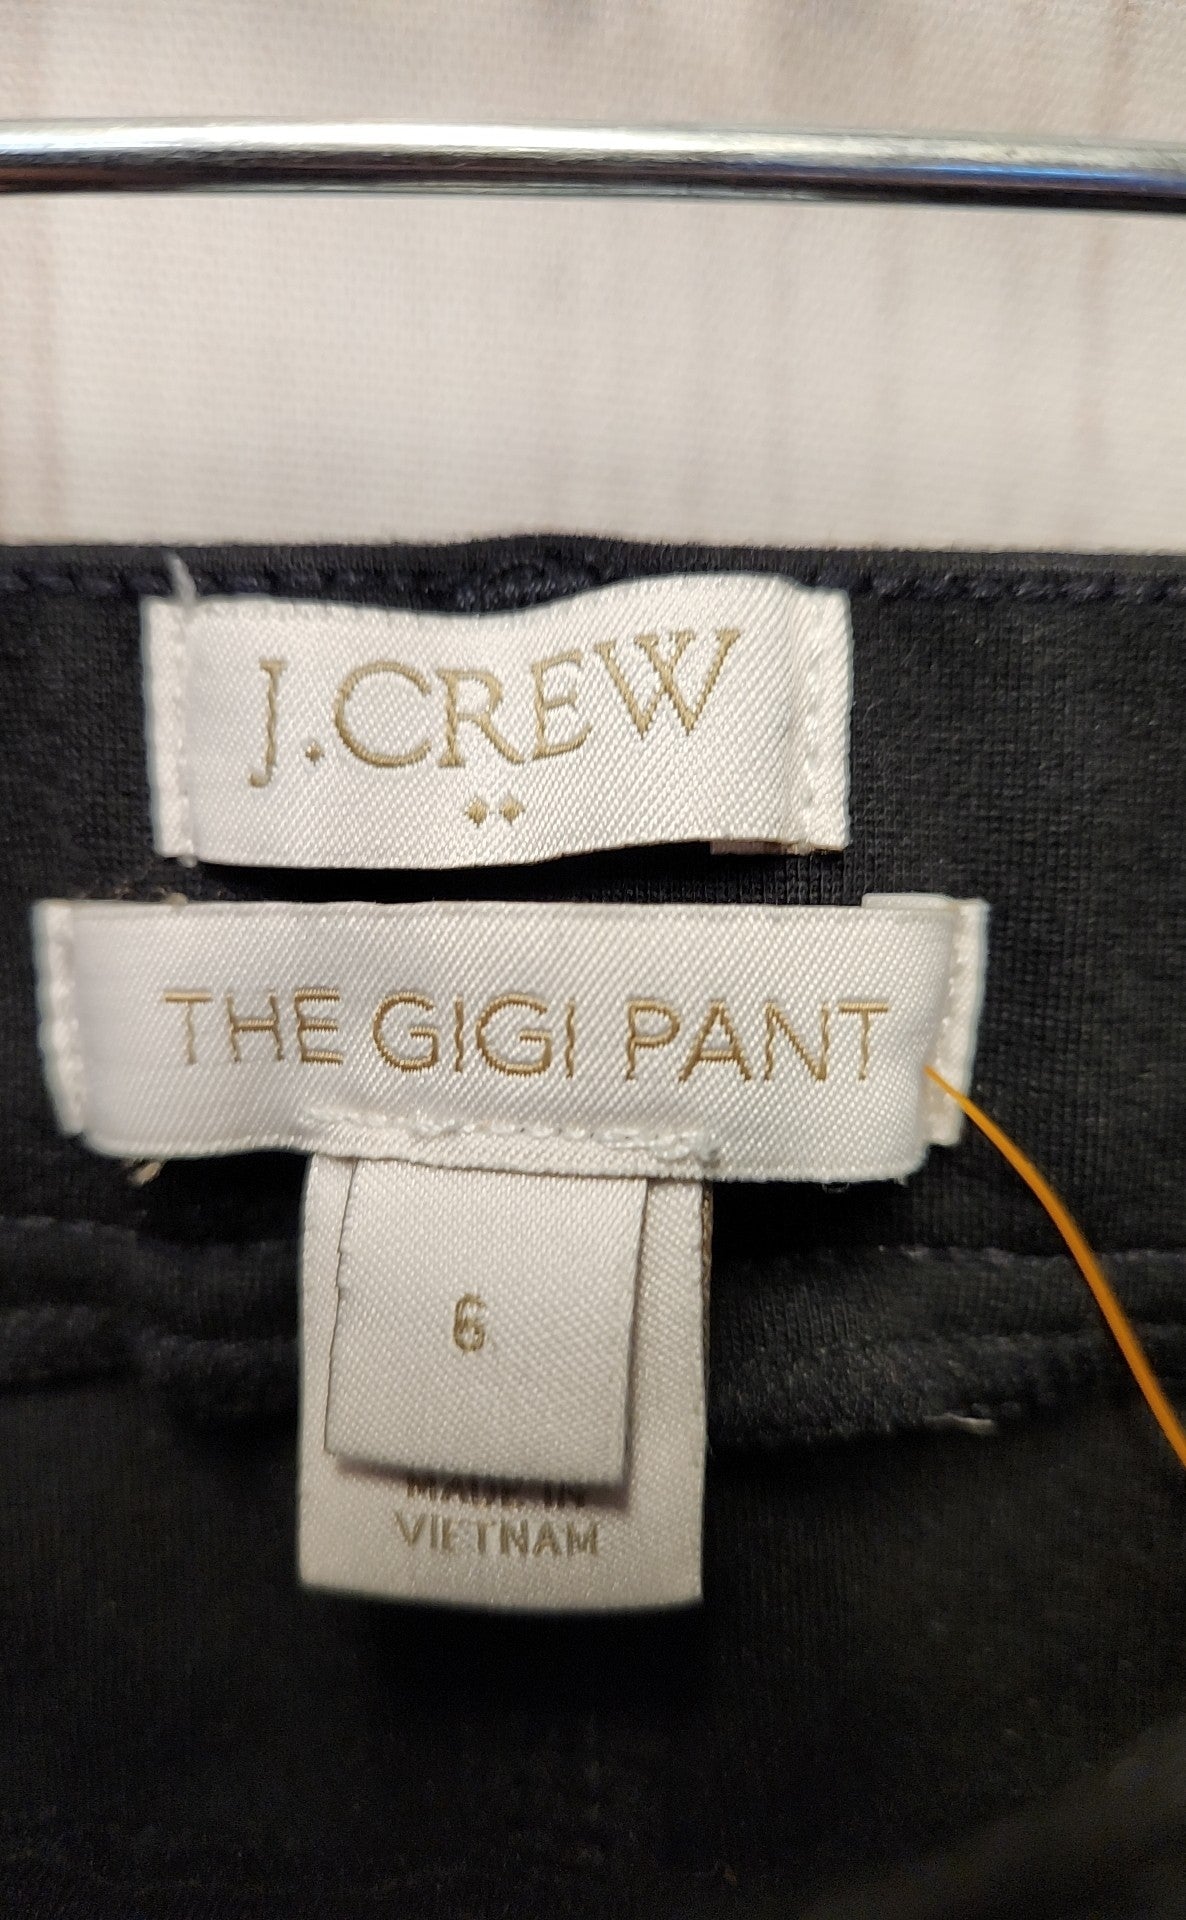 J.CREW
THE GIGI PANT
6
MADE IN
VIETNAM